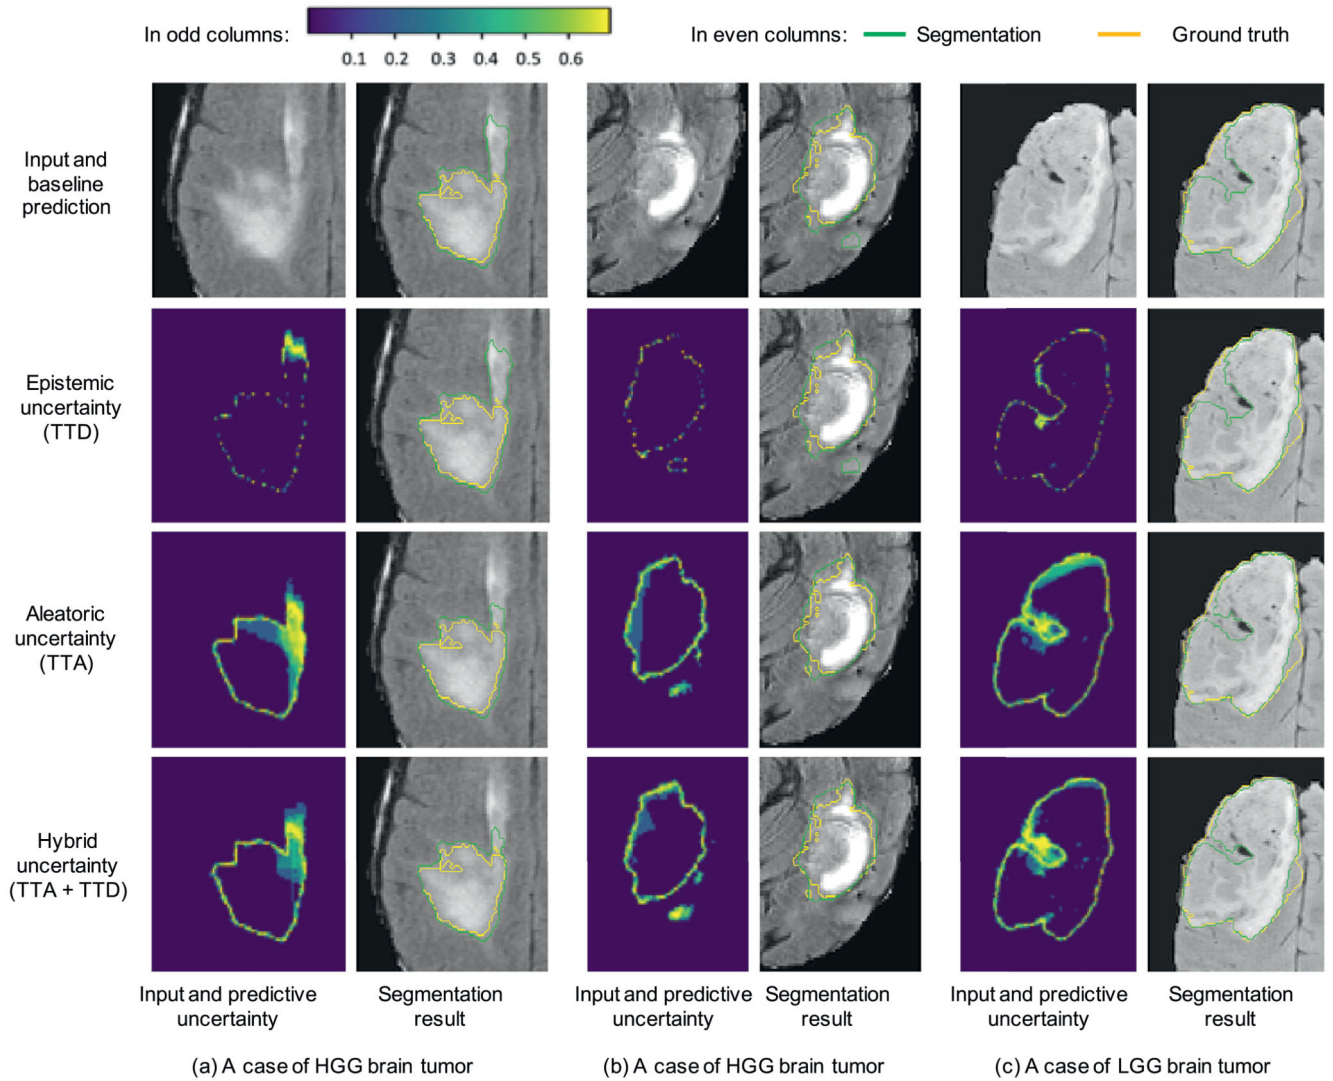 In odd columns:
0.1 0.2 0.3 0.4 0.5 0.6
In even columns: Segmentation Ground truth
Input and
baseline
prediction
Epistemic
uncertainty
(TTD)
Aleatoric
uncertainty
(TTA)
Hybrid
uncertainty
(TTA + TTD)
Input and predictive
uncertainty
Segmentation
result
Input and predictive
uncertainty
Segmentation
result
Input and predictive
uncertainty
Segmentation
result
(a) A case of HGG brain tumor
(b) A case of HGG brain tumor
(c) A case of LGG brain tumor